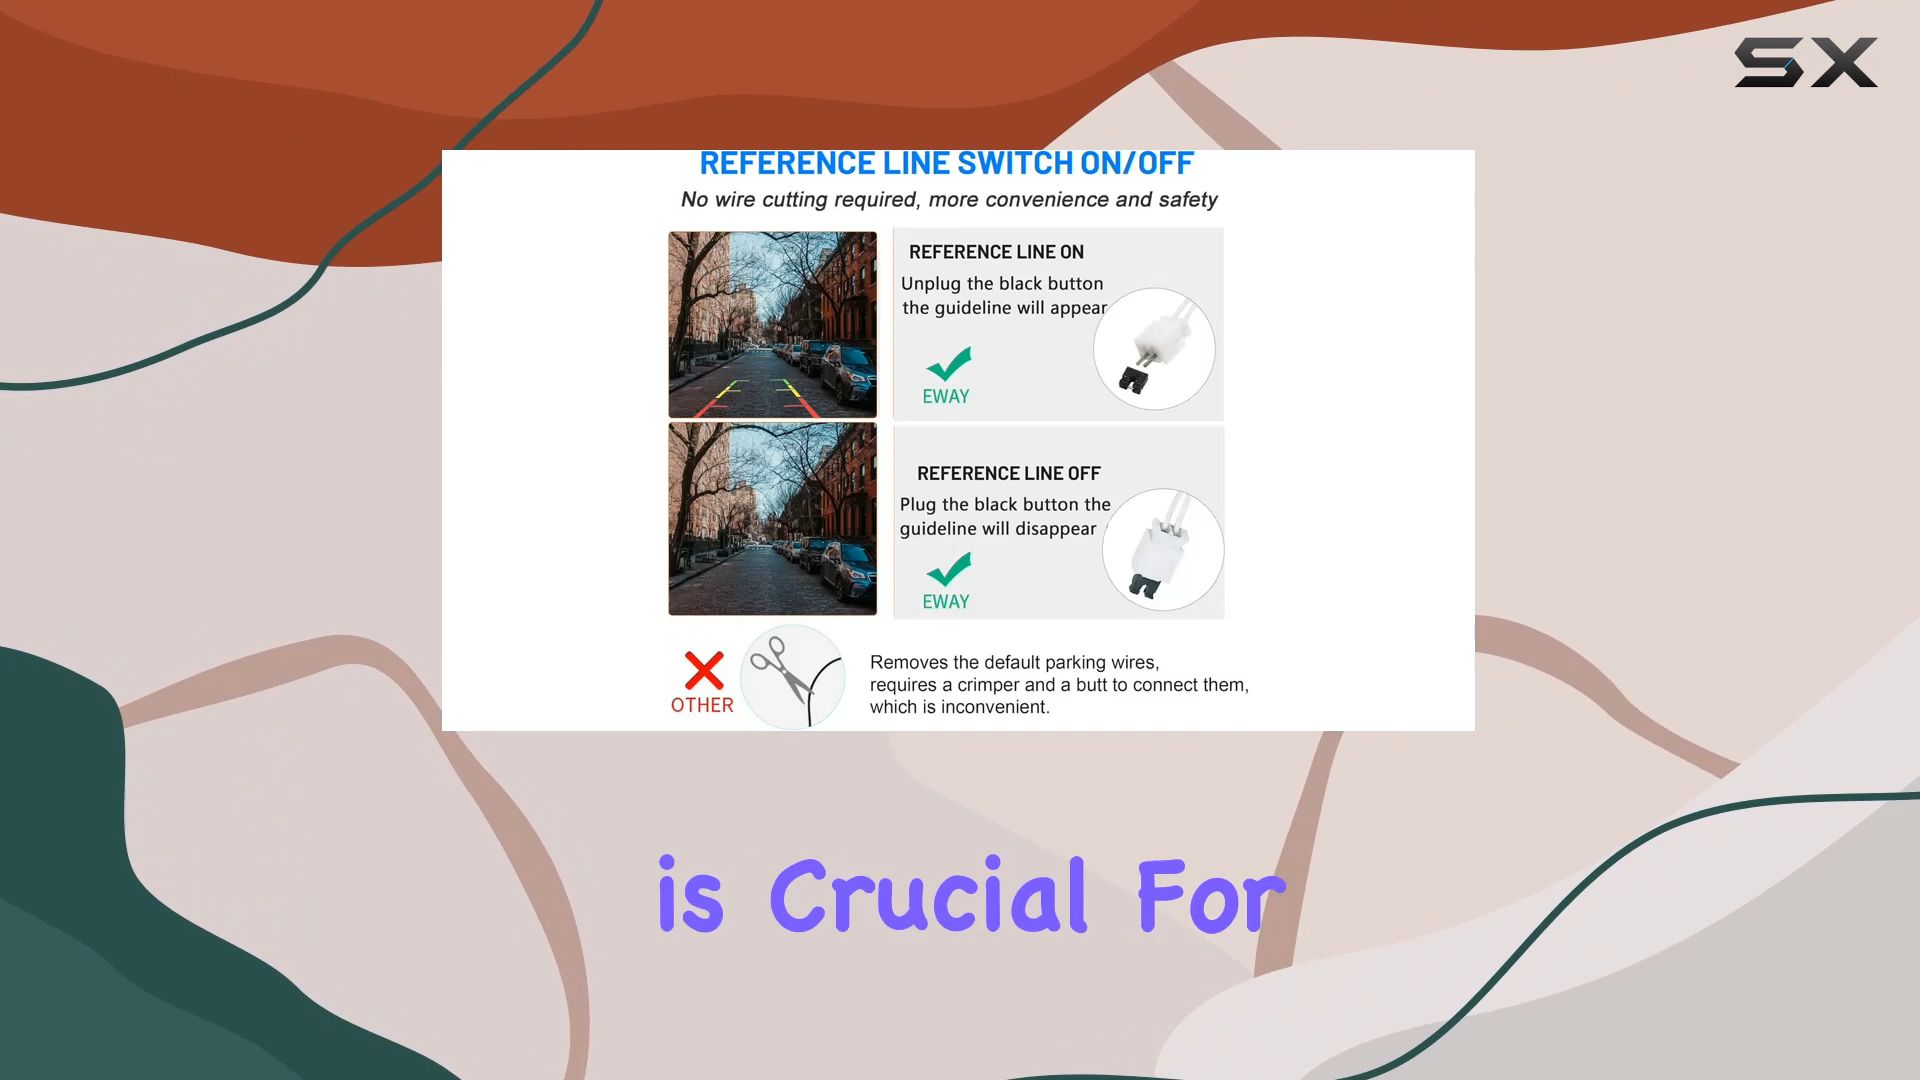 SX
REFERENCE LINE SWITCH ON/OFF
No wire cutting required, more convenience and safety
REFERENCE LINE ON
Unplug the black button
the guideline will appear
EWAY
REFERENCE LINE OFF
Plug the black button the
guideline will disappear
EWAY
OTHER
Removes the default parking wires,
requires a crimper and a butt to connect them,
which is inconvenient.
is Crucial For